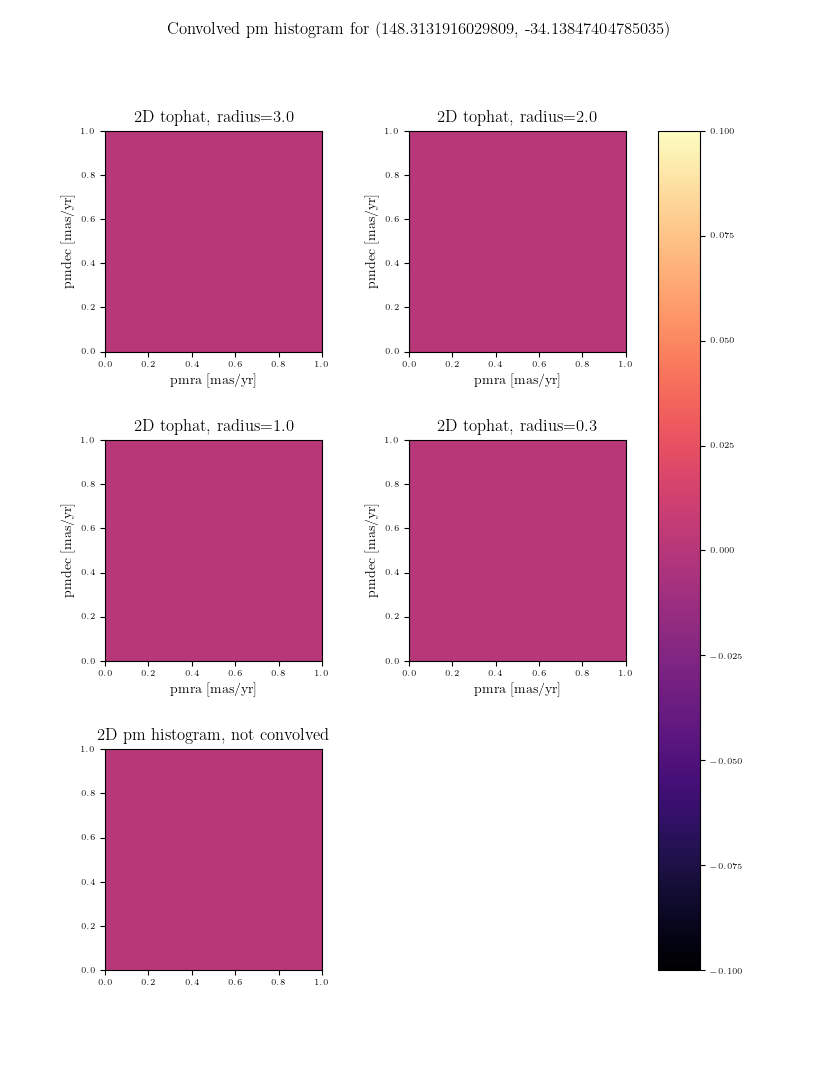 Convolved pm histogram for (148.3131916029809, -34.13847404785035)
2D tophat, radius=3.0
1.0
0.8
0.6
0.4
0.2
0.0
pmdec [mas/yr]
0.0 0.2 0.4 0.6 0.8 1.0
pmra [mas/yr]
2D tophat, radius=2.0
1.0
0.8
0.6
0.4
0.2
0.0
pmdec [mas/yr]
0.0 0.2 0.4 0.6 0.8 1.0
pmra [mas/yr]
2D tophat, radius=1.0
1.0
0.8
0.6
0.4
0.2
0.0
pmdec [mas/yr]
0.0 0.2 0.4 0.6 0.8 1.0
pmra [mas/yr]
2D tophat, radius=0.3
1.0
0.8
0.6
0.4
0.2
0.0
pmdec [mas/yr]
0.0 0.2 0.4 0.6 0.8 1.0
pmra [mas/yr]
2D pm histogram, not convolved
1.0
0.8
0.6
0.4
0.2
0.0
0.0 0.2 0.4 0.6 0.8 1.0
0.100
0.075
0.050
0.025
0.000
−0.025
−0.050
−0.075
−0.100